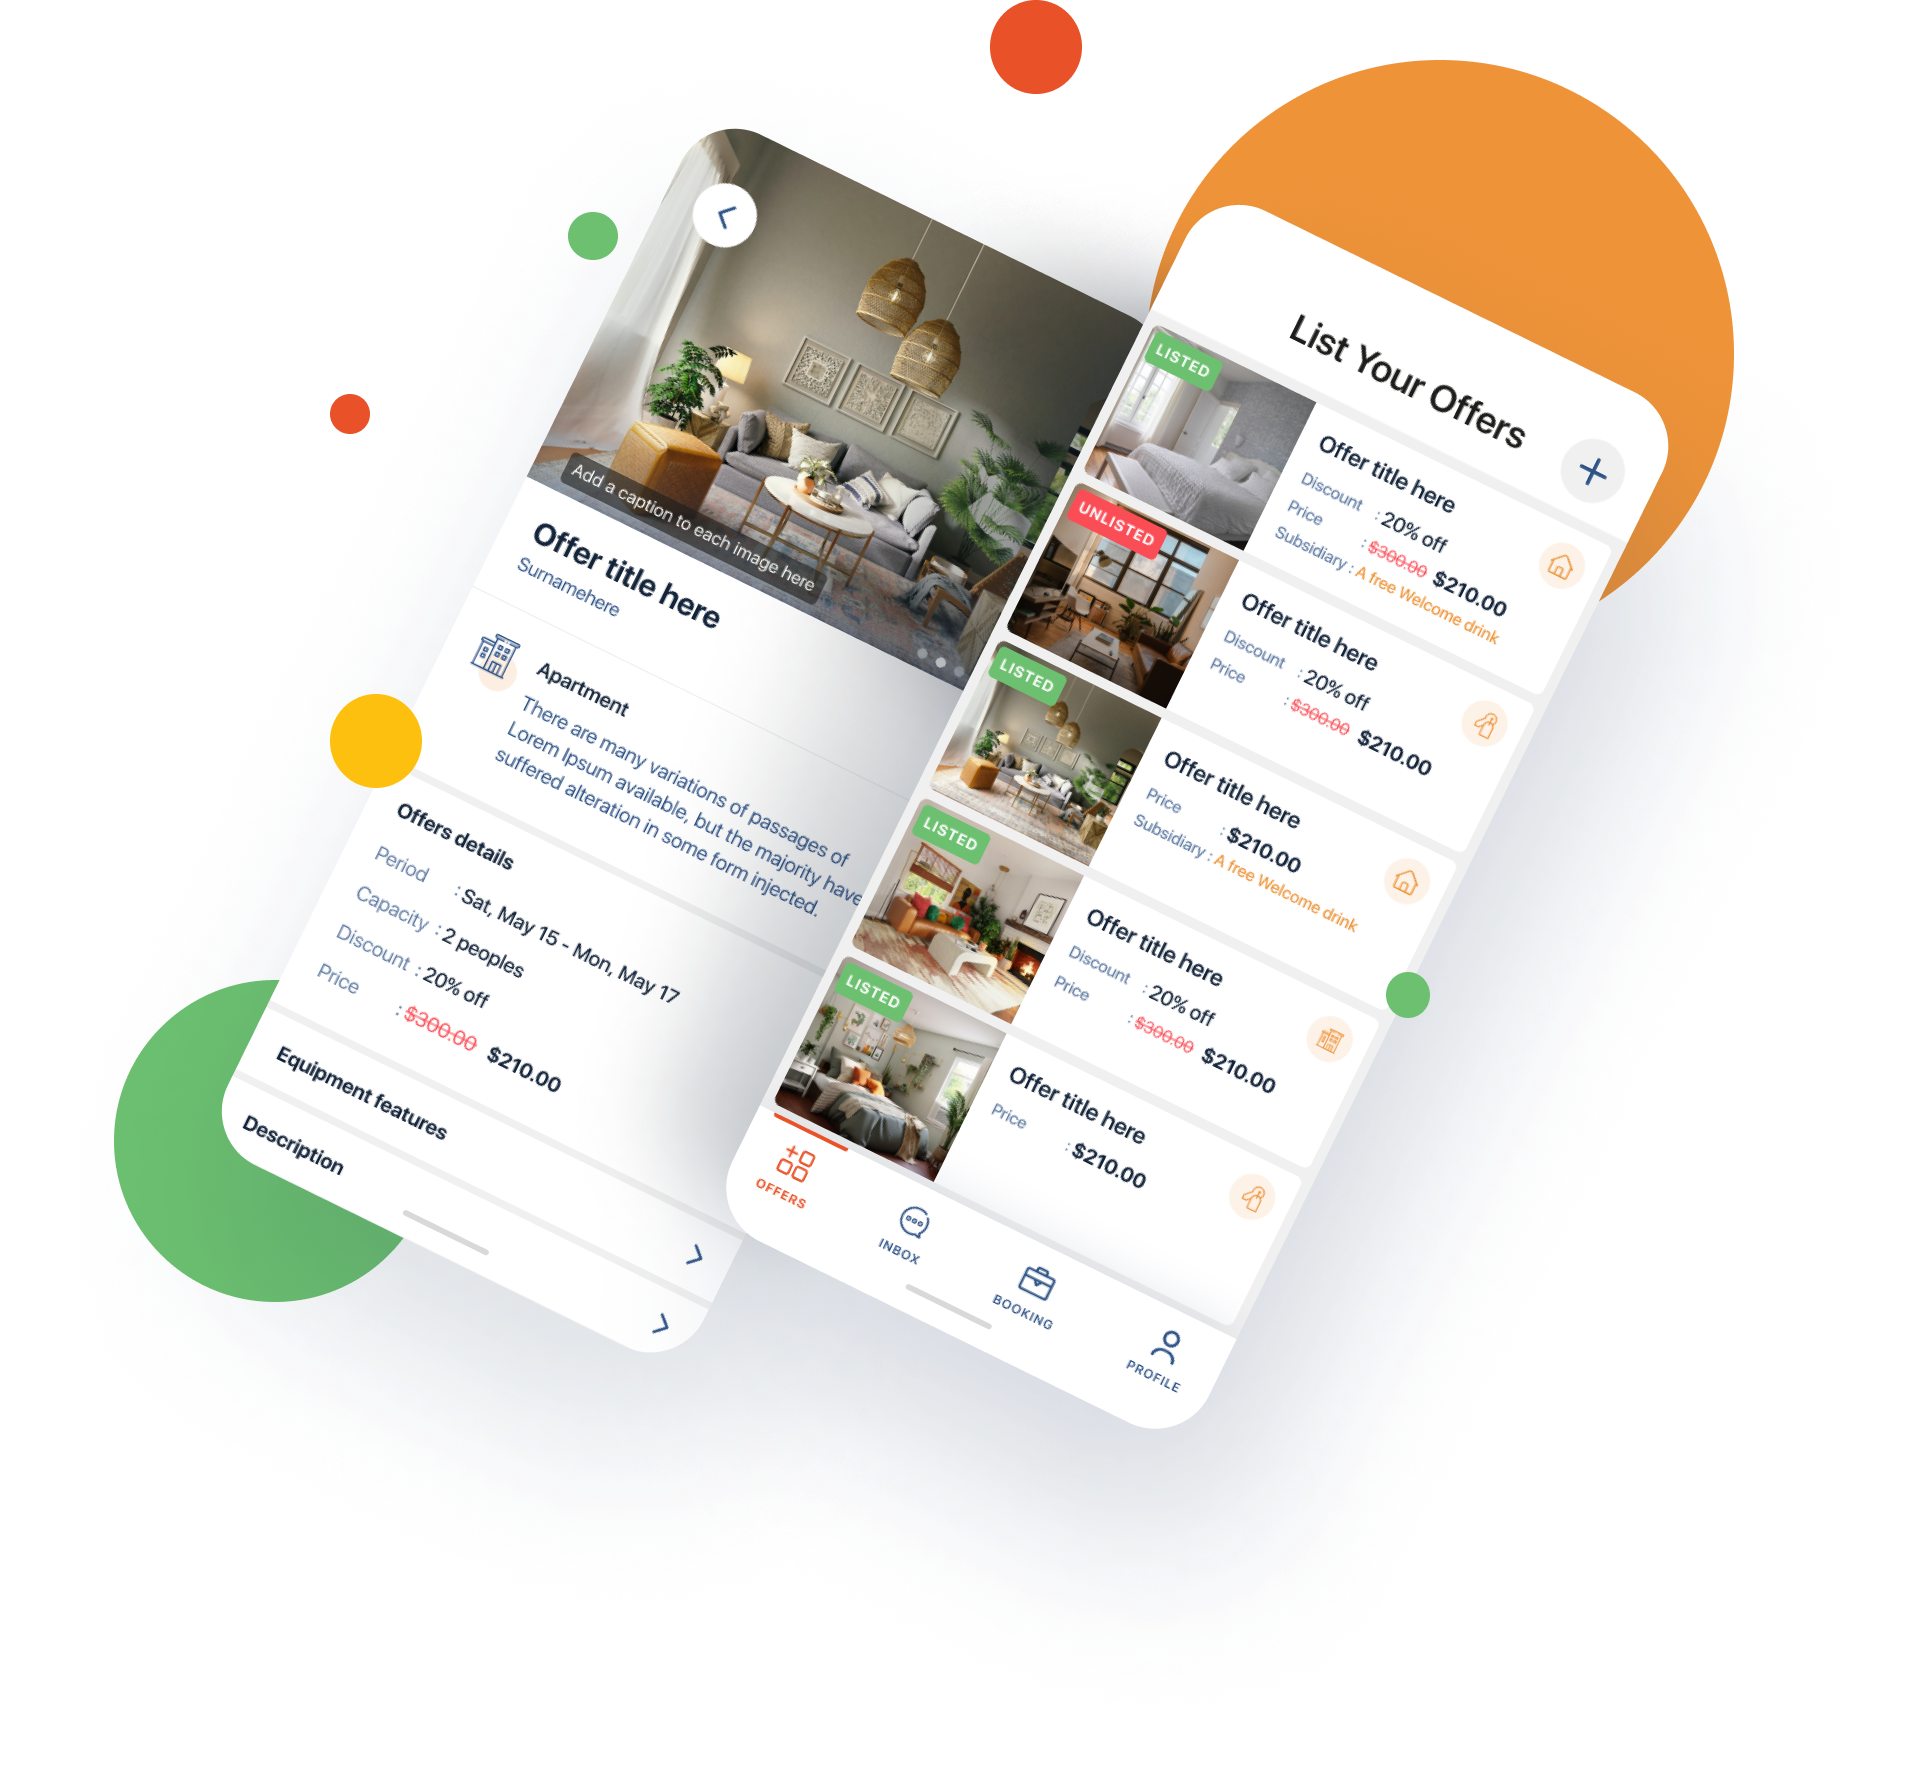 Add a caption to each image here
Offer title here
Surnamehere
Apartment
There are many variations of passages of
Lorem Ipsum available, but the majority have
suffered alteration in some form injected.
Offers details
Period : Sat, May 15 - Mon, May 17
Capacity : 2 peoples
Discount : 20% off
Price : $300.00 $210.00
Equipment features
Description
List Your Offers
LISTED
Offer title here
Discount : 20% off
Price : $300.00 $210.00
Subsidiary : A free Welcome drink
UNLISTED
Offer title here
Discount : 20% off
Price : $300.00 $210.00
LISTED
Offer title here
Price : $210.00
Subsidiary : A free Welcome drink
LISTED
Offer title here
Discount : 20% off
Price : $300.00 $210.00
LISTED
Offer title here
Price : $210.00
OFFERS
INBOX
BOOKING
PROFILE